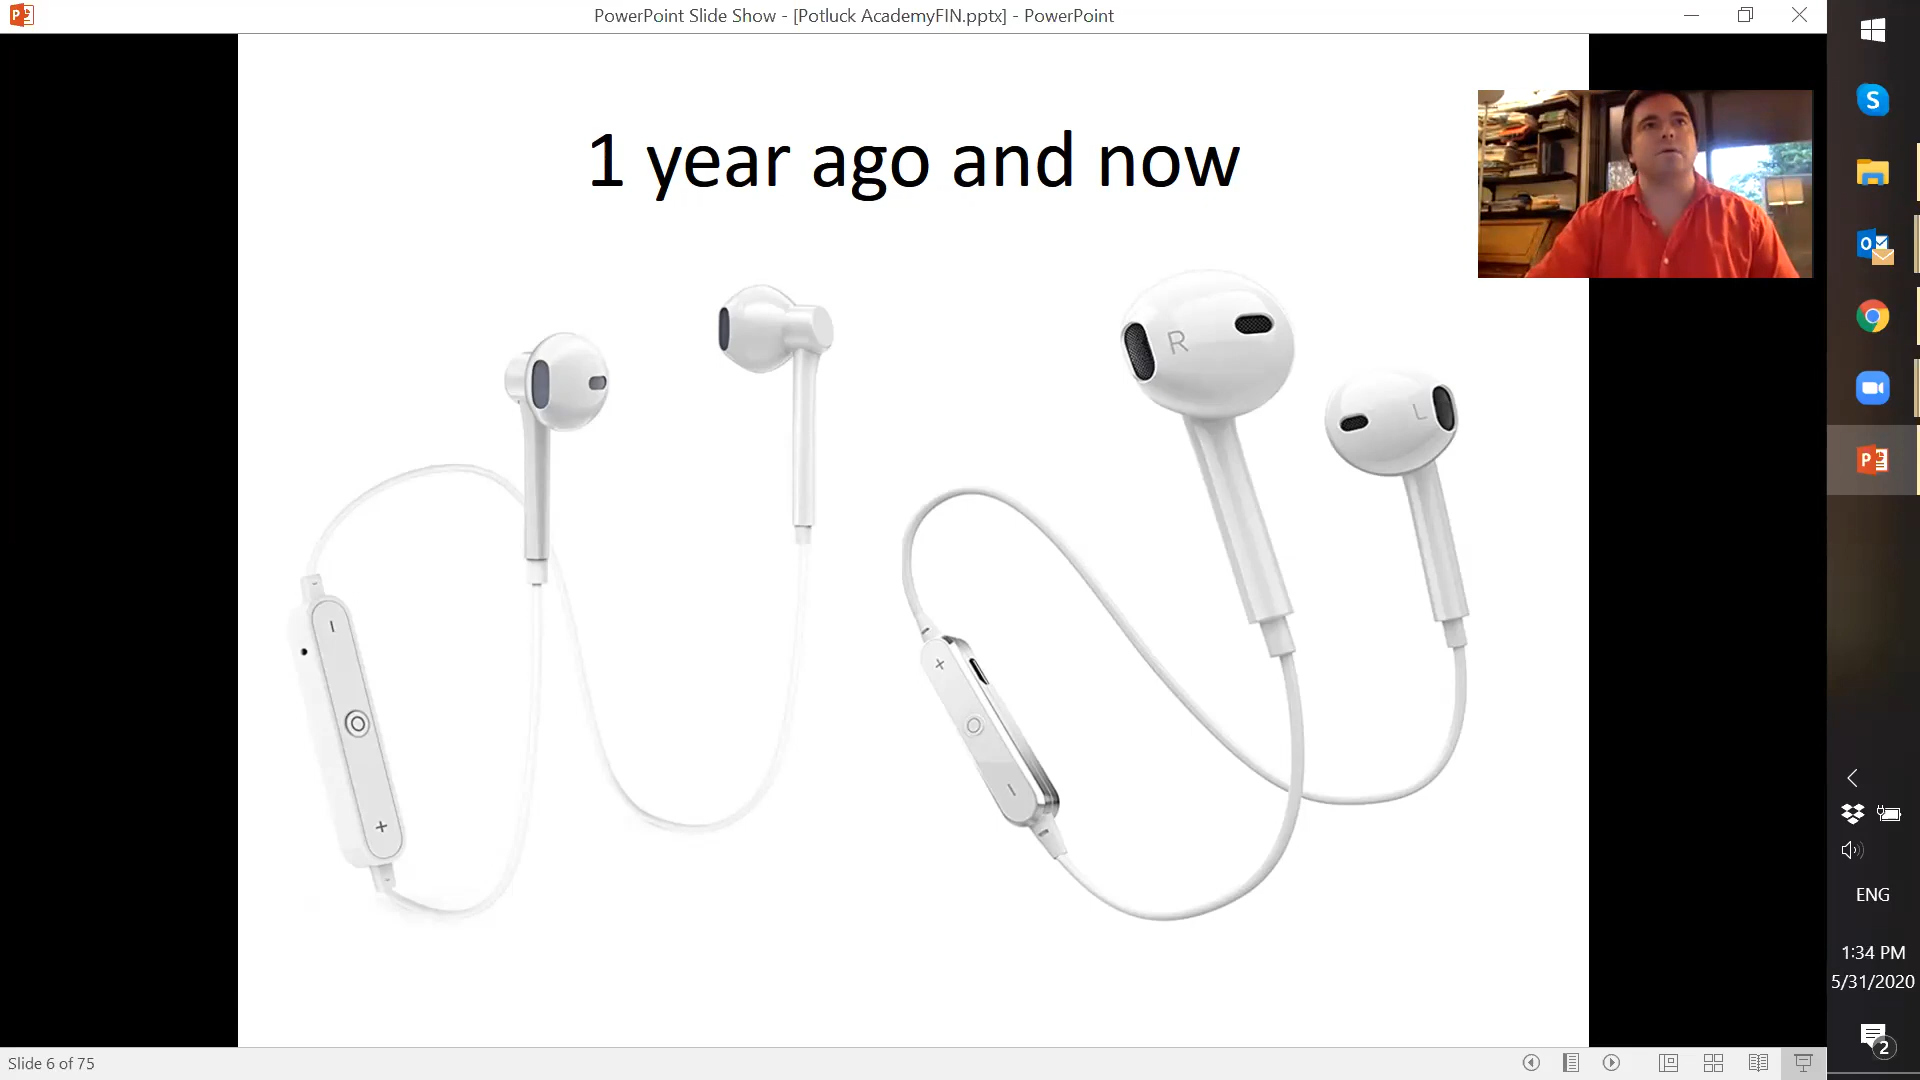 PowerPoint Slide Show - [Potluck AcademyFIN.pptx] - PowerPoint
1 year ago and now
R
L
ENG
1:34 PM
5/31/2020
2
Slide 6 of 75